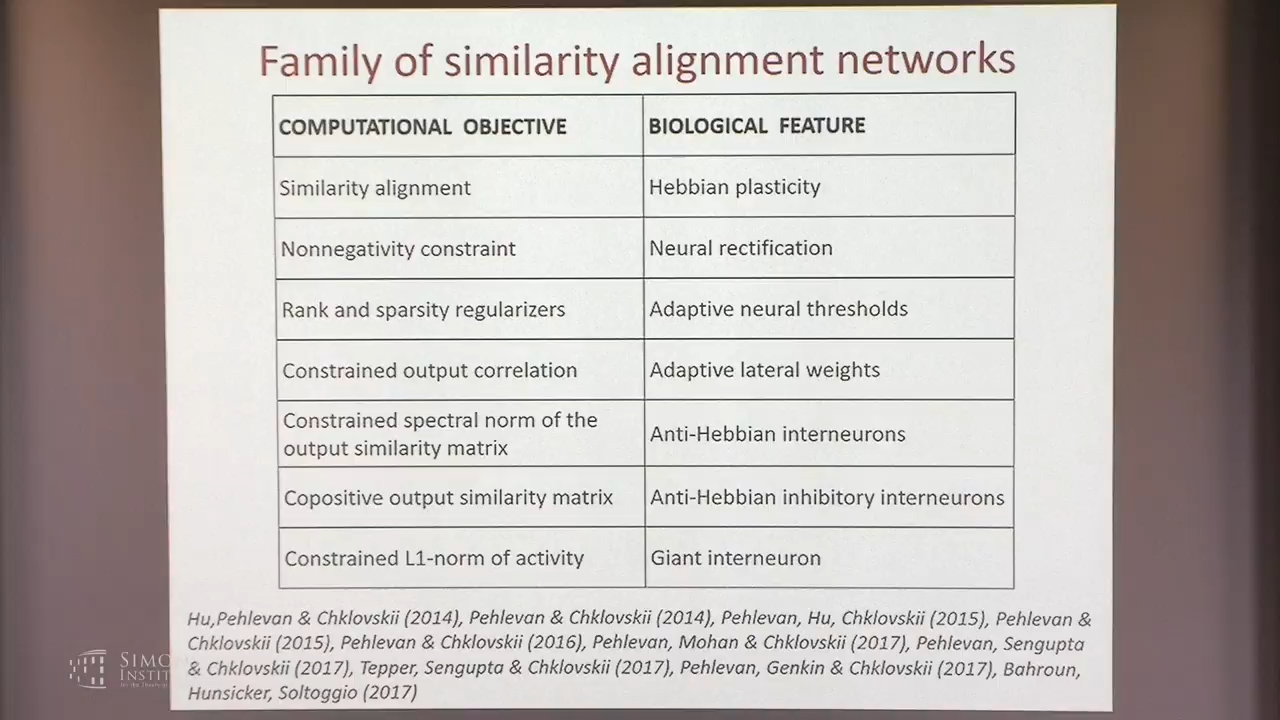 Family of similarity alignment networks
COMPUTATIONAL OBJECTIVE BIOLOGICAL FEATURE
Similarity alignment Hebbian plasticity
Nonnegativity constraint Neural rectification
Rank and sparsity regularizers Adaptive neural thresholds
Constrained output correlation Adaptive lateral weights
Constrained spectral norm of the
output similarity matrix Anti-Hebbian interneurons
Copositive output similarity matrix Anti-Hebbian inhibitory interneurons
Constrained L1-norm of activity Giant interneuron
Hu,Pehlevan & Chklovskii (2014), Pehlevan & Chklovskii (2014), Pehlevan, Hu, Chklovskii (2015), Pehlevan &
Chklovskii (2015), Pehlevan & Chklovskii (2016), Pehlevan, Mohan & Chklovskii (2017), Pehlevan, Sengupta
& Chklovskii (2017), Tepper, Sengupta & Chklovskii (2017), Pehlevan, Genkin & Chklovskii (2017), Bahroun,
Hunsicker, Soltoggio (2017)
SIMO
INSTIT